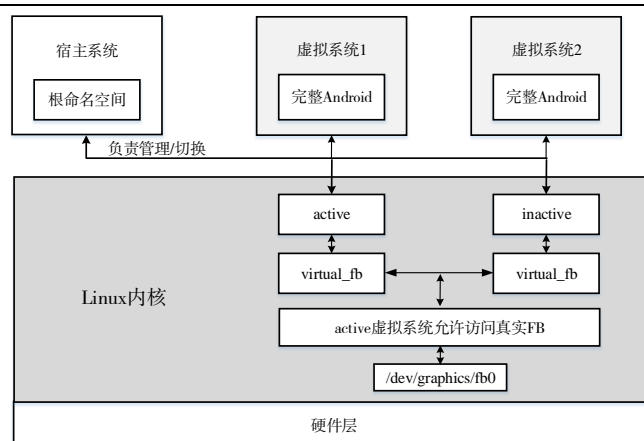 宿主系统
虚拟系统1
虚拟系统2
根命名空间
完整Android
完整Android
负责管理/切换
active
inactive
virtual_fb
virtual_fb
Linux内核
active虚拟系统允许访问真实FB
/dev/graphics/fb0
硬件层